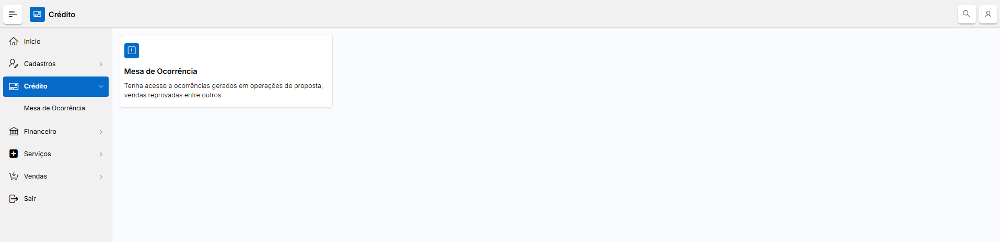 Crédito
Início
Cadastros
Crédito
Mesa de Ocorrência
Financeiro
Serviços
Vendas
Sair
Mesa de Ocorrência
Tenha acesso a ocorrências gerados em operações de proposta,
vendas reprovadas entre outros